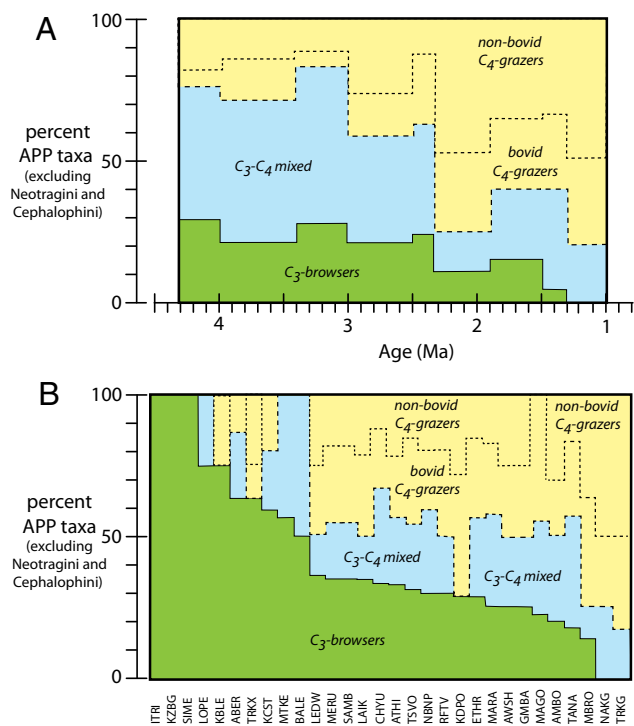 A
100
50
0
percent
APP taxa
(excluding
Neotragini and
Cephalophini)
non-bovid
C4-grazers
bovid
C4-grazers
C3-C4 mixed
C3-browsers
4
3
2
1
Age (Ma)
B
100
50
0
percent
APP taxa
(excluding
Neotragini and
Cephalophini)
non-bovid
C4-grazers
non-bovid
C4-grazers
bovid
C4-grazers
C3-C4 mixed
C3-C4 mixed
C3-browsers
ITRI
KZBG
SIME
LOPE
KBLE
ABER
TRKX
KCST
MTKE
BALE
LEDW
MERU
SAMB
LAIK
CHYU
ATHI
TSVO
NBNP
RFTV
KDPO
ETHR
MARA
MWSH
GMBA
MAGO
AMBO
TANA
MBRO
NAKG
TRKG